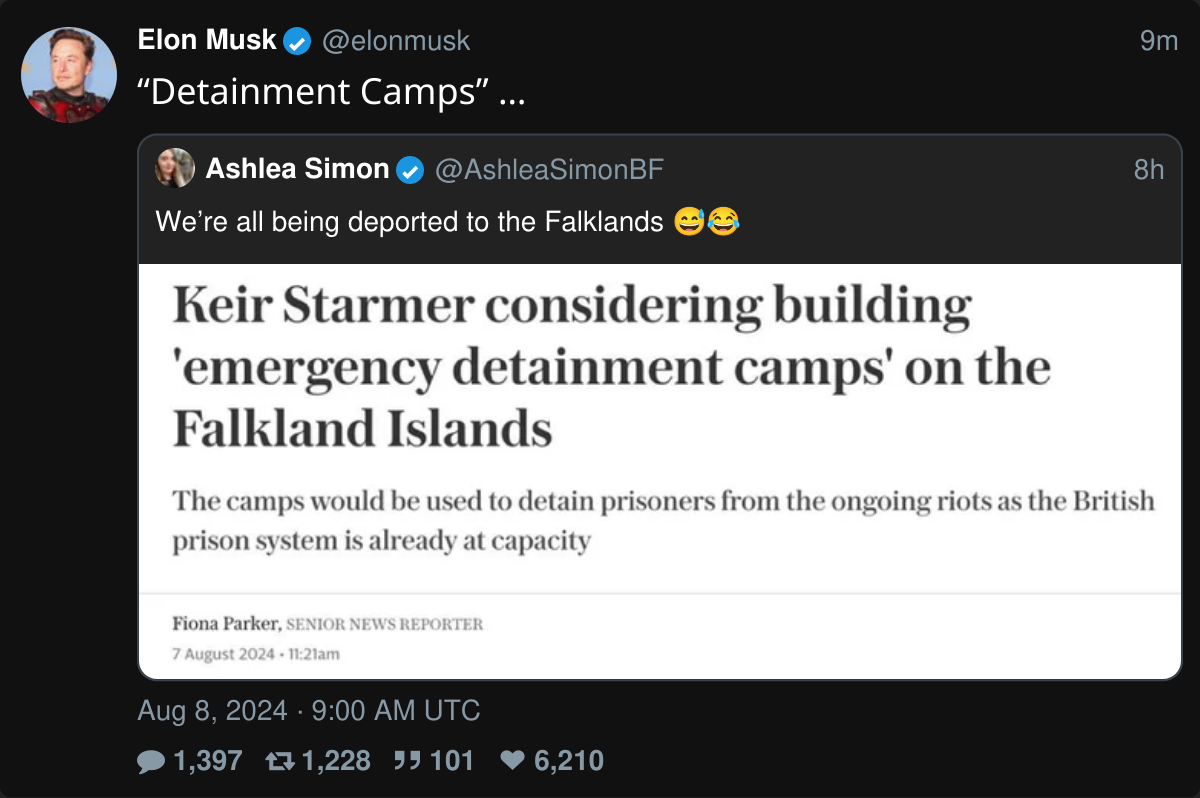 Elon Musk @elonmusk 9m
“Detainment Camps” ...
Ashlea Simon @AshleaSimonBF 8h
We’re all being deported to the Falklands 😅😂
Keir Starmer considering building
'emergency detainment camps' on the
Falkland Islands
The camps would be used to detain prisoners from the ongoing riots as the British
prison system is already at capacity
Fiona Parker, SENIOR NEWS REPORTER
7 August 2024 • 11:21am
Aug 8, 2024 · 9:00 AM UTC
1,397 1,228 101 6,210